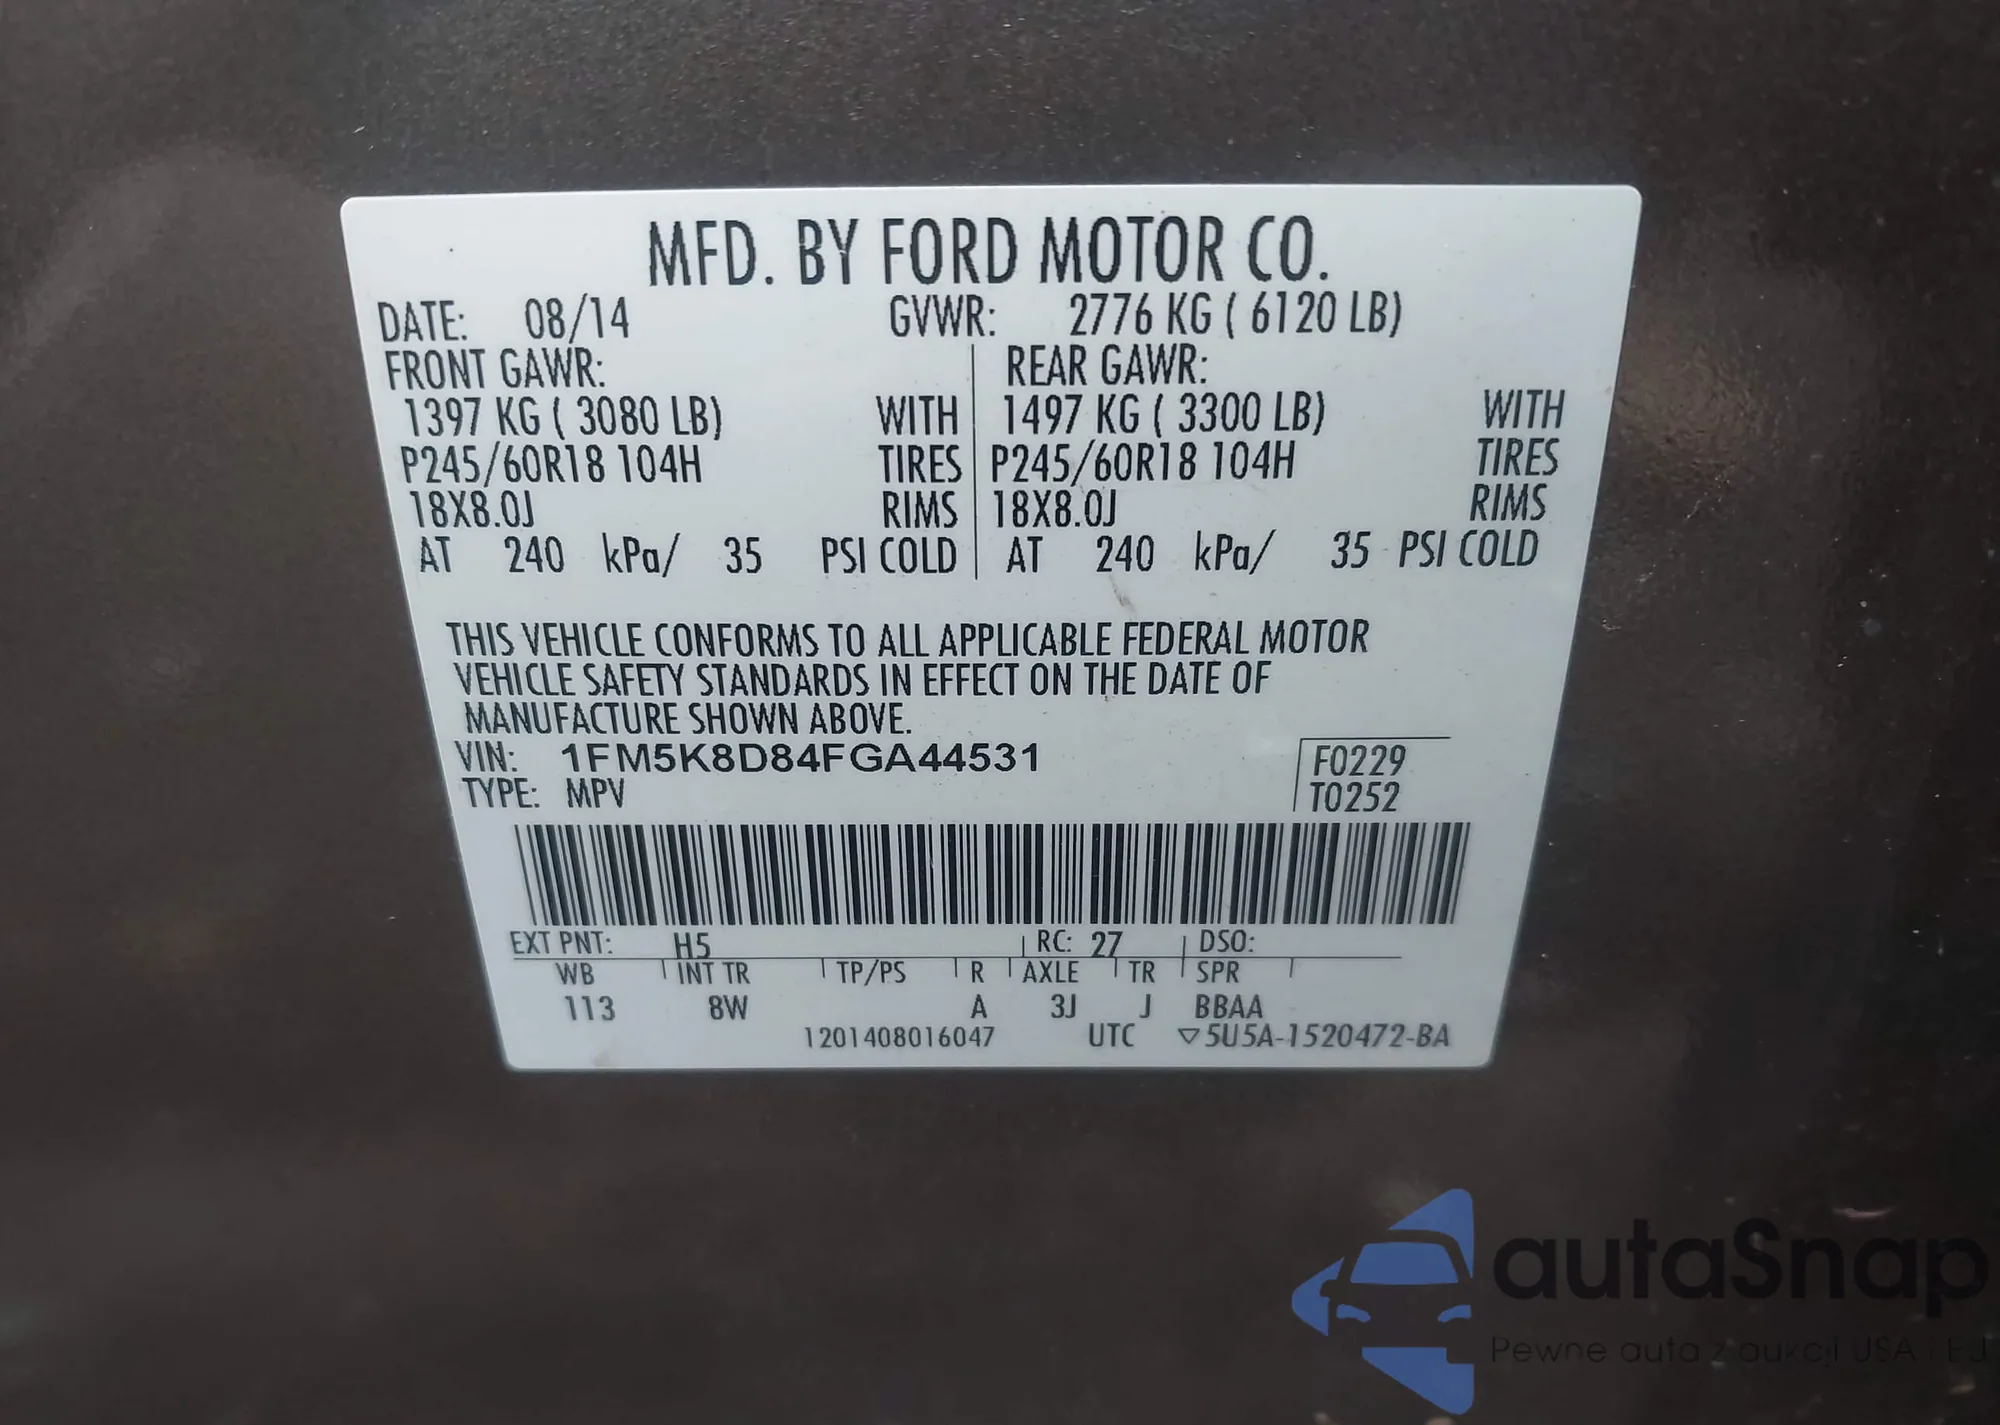 MFD. BY FORD MOTOR CO.
DATE: 08/14 GVWR: 2776 KG ( 6120 LB)
FRONT GAWR: REAR GAWR:
1397 KG ( 3080 LB) WITH 1497 KG ( 3300 LB) WITH
P245/60R18 104H TIRES P245/60R18 104H TIRES
18X8.0J RIMS 18X8.0J RIMS
AT 240 kPa/ 35 PSI COLD AT 240 kPa/ 35 PSI COLD
THIS VEHICLE CONFORMS TO ALL APPLICABLE FEDERAL MOTOR
VEHICLE SAFETY STANDARDS IN EFFECT ON THE DATE OF
MANUFACTURE SHOWN ABOVE.
VIN: 1FM5K8D84FGA44531 F0229
TYPE: MPV T0252
EXT PNT: H5 RC: 27 DSO:
WB INT TR TP/PS R AXLE TR SPR
113 8W A 3J J BBAA
1201408016047 UTC ▽5U5A-1520472-BA
autaSnap
Pewne auta z aukcji USA i EU